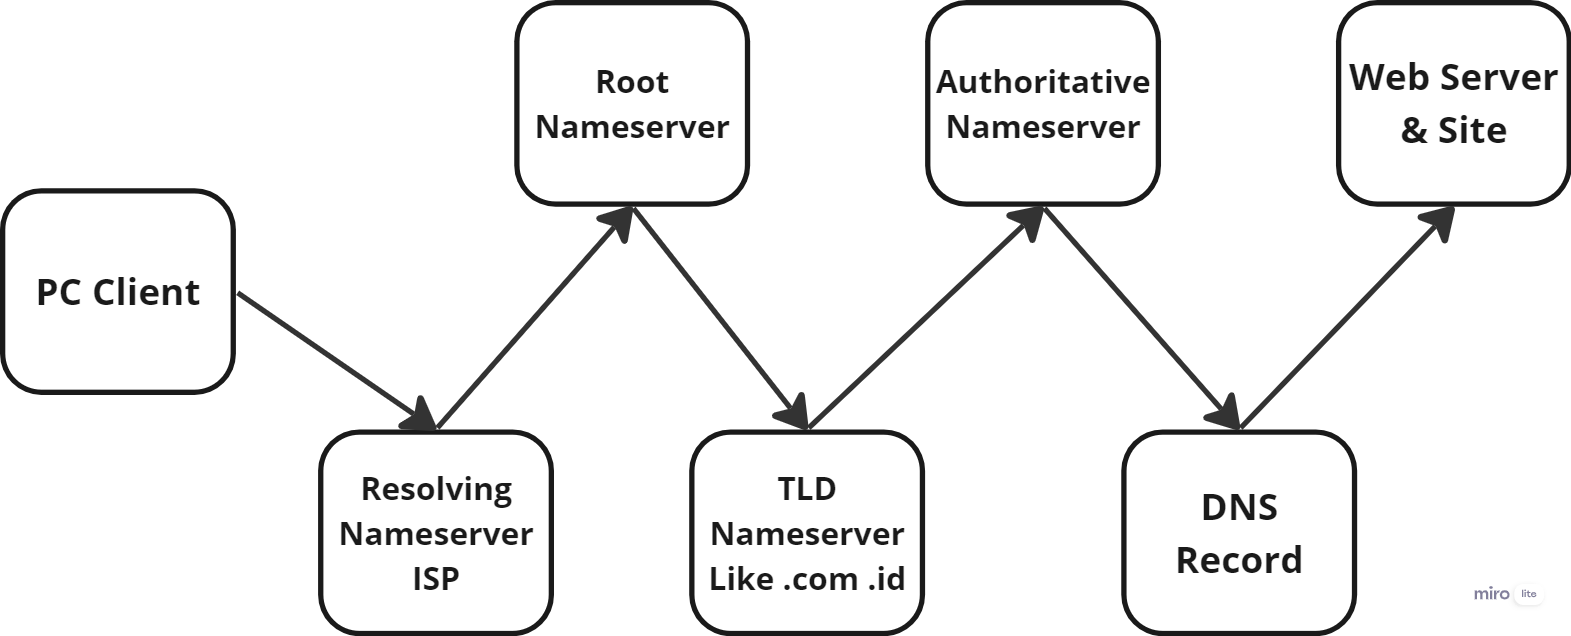 PC Client
Resolving
Nameserver
ISP
Root
Nameserver
TLD
Nameserver
Like .com .id
Authoritative
Nameserver
DNS
Record
Web Server
& Site
miro lite